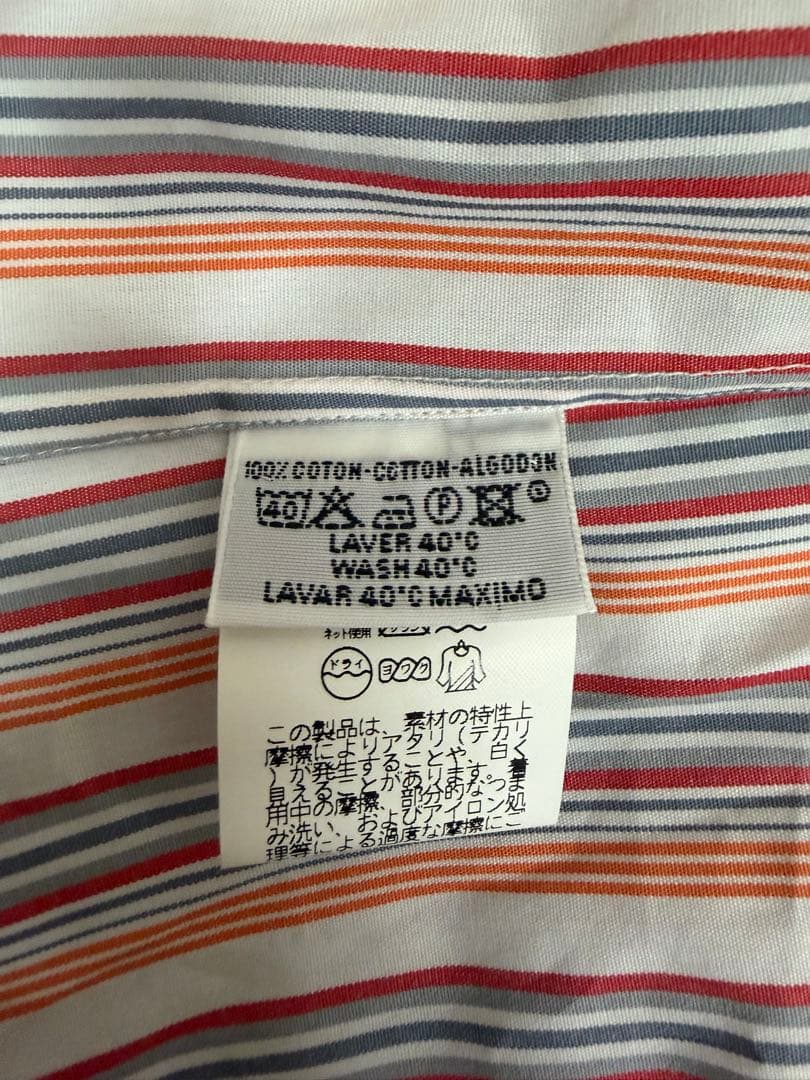 100% COTON-COTTON-ALGODON
40 P
LAVER 40°C
WASH 40°C
LAVAR 40°C MAXIMO
ネット使用
ドライ ヨワク
この製品は、素材の特性上
摩擦によりアタリ(テカリ
)が発生することや、白く
見えることがあります。着
用中の摩擦、部分的なつま
み洗い、およびアイロン処
理等による過度な摩擦にご